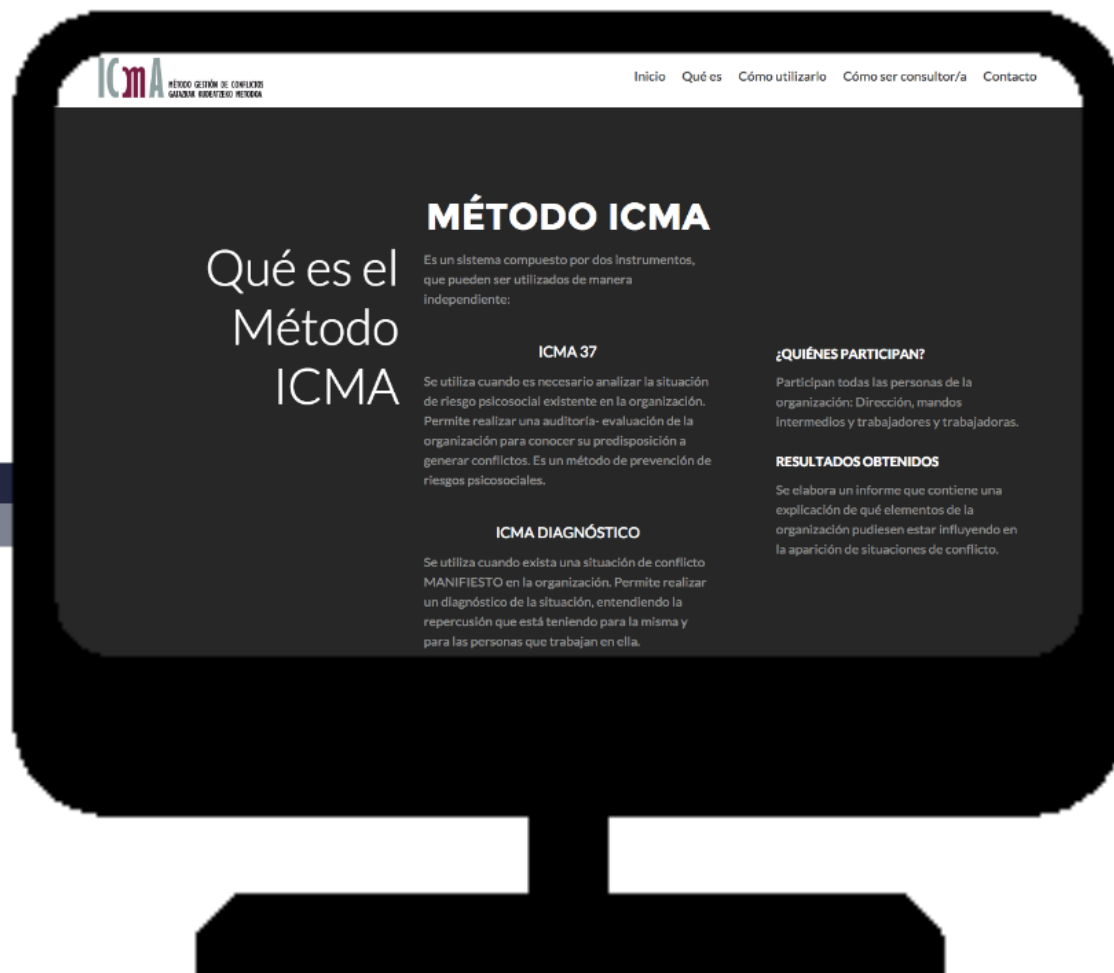 ICmA
MÉTODO GESTIÓN DE CONFLICTOS
GATAZKAK KUDEATZEKO METODOA
Inicio Qué es Cómo utilizarlo Cómo ser consultor/a Contacto
Qué es el
Método
ICMA
MÉTODO ICMA
Es un sistema compuesto por dos instrumentos,
que pueden ser utilizados de manera
independiente:
ICMA 37
Se utiliza cuando es necesario analizar la situación
de riesgo psicosocial existente en la organización.
Permite realizar una auditoría- evaluación de la
organización para conocer su predisposición a
generar conflictos. Es un método de prevención de
riesgos psicosociales.
ICMA DIAGNÓSTICO
Se utiliza cuando exista una situación de conflicto
MANIFIESTO en la organización. Permite realizar
un diagnóstico de la situación, entendiendo la
repercusión que está teniendo para la misma y
para las personas que trabajan en ella.
¿QUIÉNES PARTICIPAN?
Participan todas las personas de la
organización: Dirección, mandos
intermedios y trabajadores y trabajadoras.
RESULTADOS OBTENIDOS
Se elabora un informe que contiene una
explicación de qué elementos de la
organización pudiesen estar influyendo en
la aparición de situaciones de conflicto.